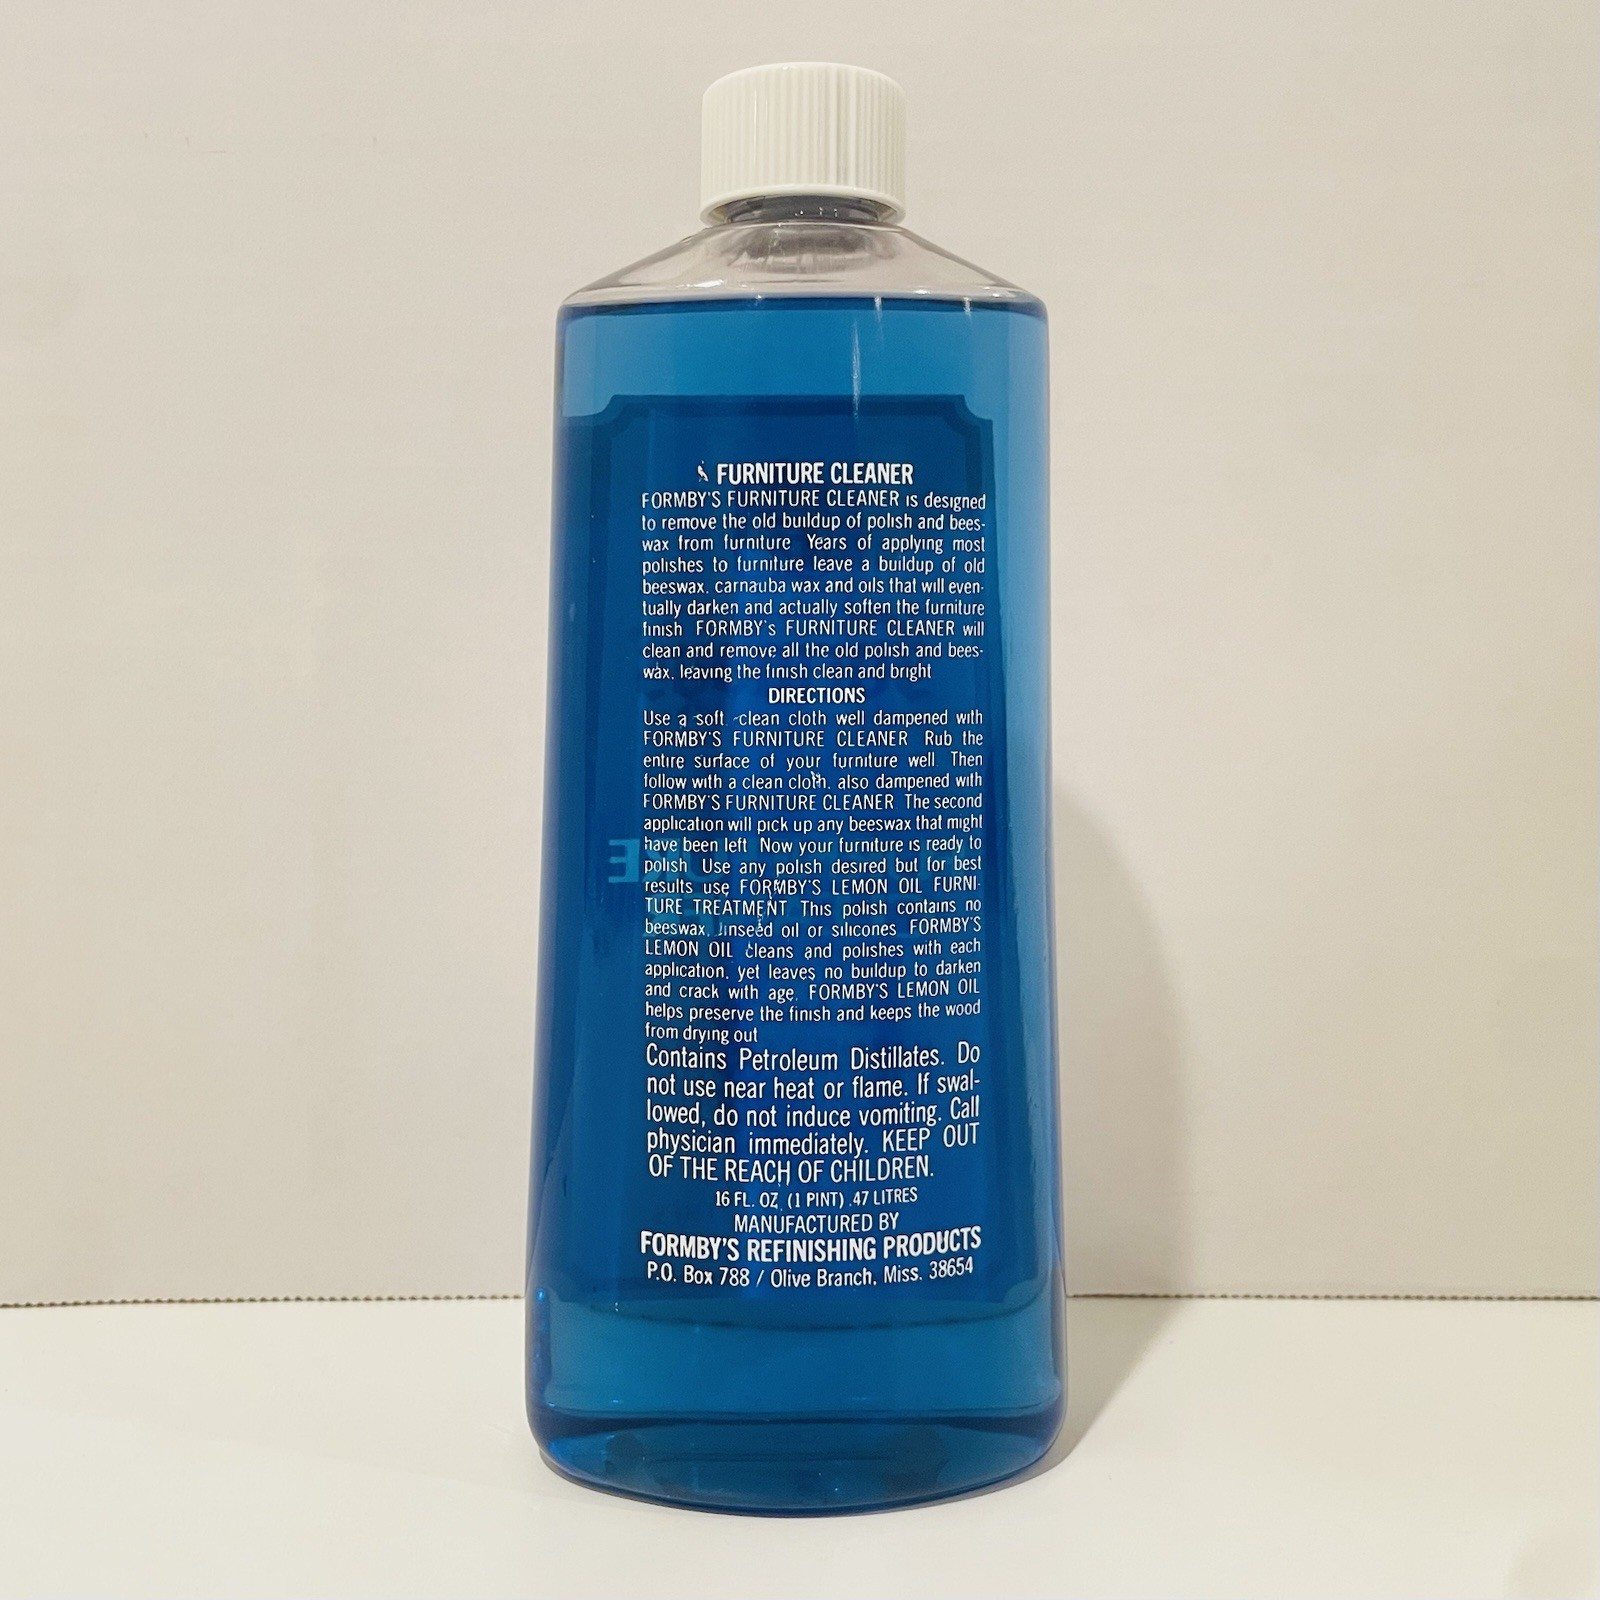 FURNITURE CLEANER
FORMBY'S FURNITURE CLEANER is designed
to remove the old buildup of polish and bees-
wax from furniture Years of applying most
polishes to furniture leave a buildup of old
beeswax, carnauba wax and oils that will even-
tually darken and actually soften the furniture
finish FORMBY's FURNITURE CLEANER will
clean and remove all the old polish and bees-
wax, leaving the finish clean and bright
DIRECTIONS
Use a soft, clean cloth well dampened with
FORMBY'S FURNITURE CLEANER Rub the
entire surface of your furniture well Then
follow with a clean cloth, also dampened with
FORMBY'S FURNITURE CLEANER The second
application will pick up any beeswax that might
have been left Now your furniture is ready to
polish Use any polish desired but for best
results use FORMBY'S LEMON OIL FURNI-
TURE TREATMENT This polish contains no
beeswax, linseed oil or silicones FORMBY'S
LEMON OIL cleans and polishes with each
application, yet leaves no buildup to darken
and crack with age, FORMBY'S LEMON OIL
helps preserve the finish and keeps the wood
from drying out
Contains Petroleum Distillates. Do
not use near heat or flame. If swal-
lowed, do not induce vomiting. Call
physician immediately. KEEP OUT
OF THE REACH OF CHILDREN.
16 FL. OZ, (1 PINT) .47 LITRES
MANUFACTURED BY
FORMBY'S REFINISHING PRODUCTS
P.O. Box 788 / Olive Branch, Miss. 38654